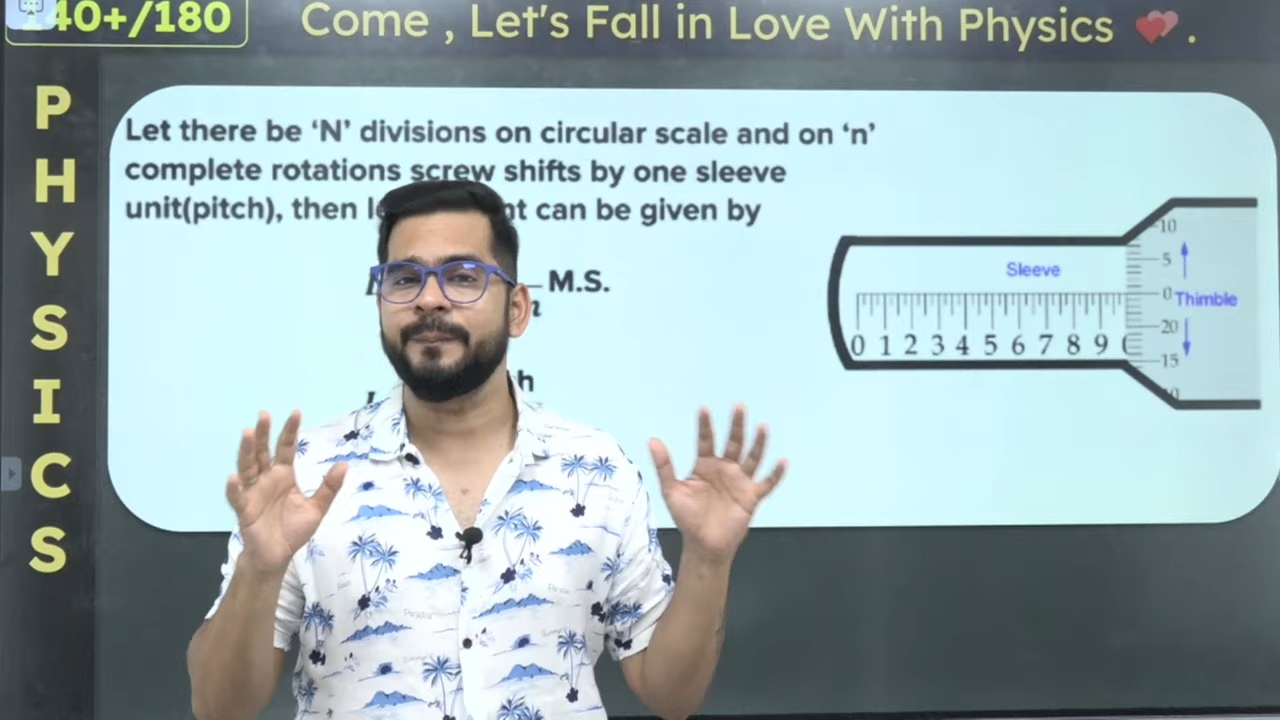 40+/180
Come , Let's Fall in Love With Physics
PHYSICS
Let there be ‘N’ divisions on circular scale and on ‘n’
complete rotations screw shifts by one sleeve
unit(pitch), then can be given by
M.S.
n
h
Sleeve
Thimble
10
5
0
20
15
0 1 2 3 4 5 6 7 8 9